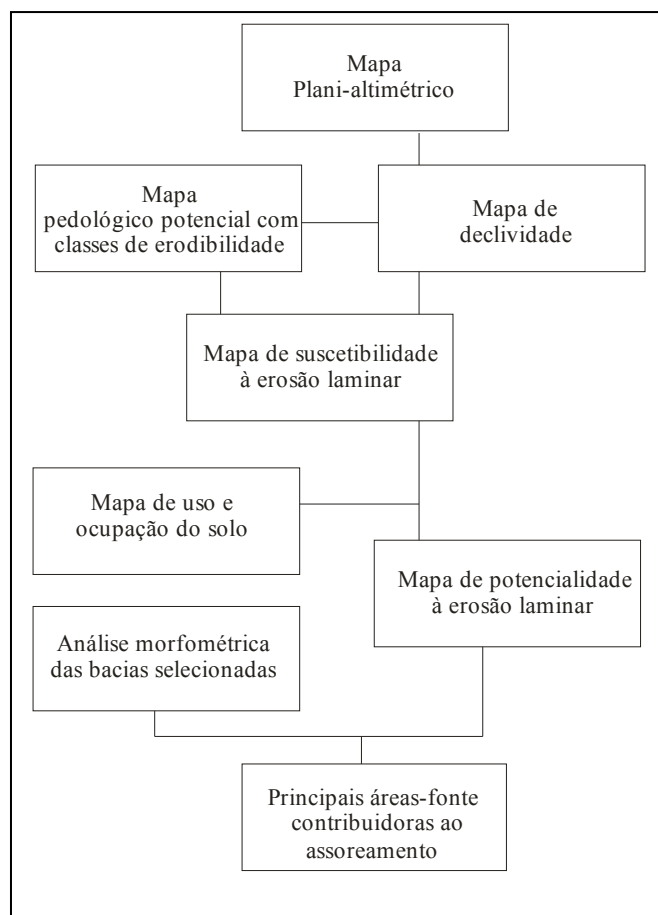 Mapa
Plani-altimétrico
Mapa
pedológico potencial com
classes de erodibilidade
Mapa de
declividade
Mapa de suscetibilidade
à erosão laminar
Mapa de uso e
ocupação do solo
Mapa de potencialidade
à erosão laminar
Análise morfométrica
das bacias selecionadas
Principais áreas-fonte
contribuidoras ao
assoreamento